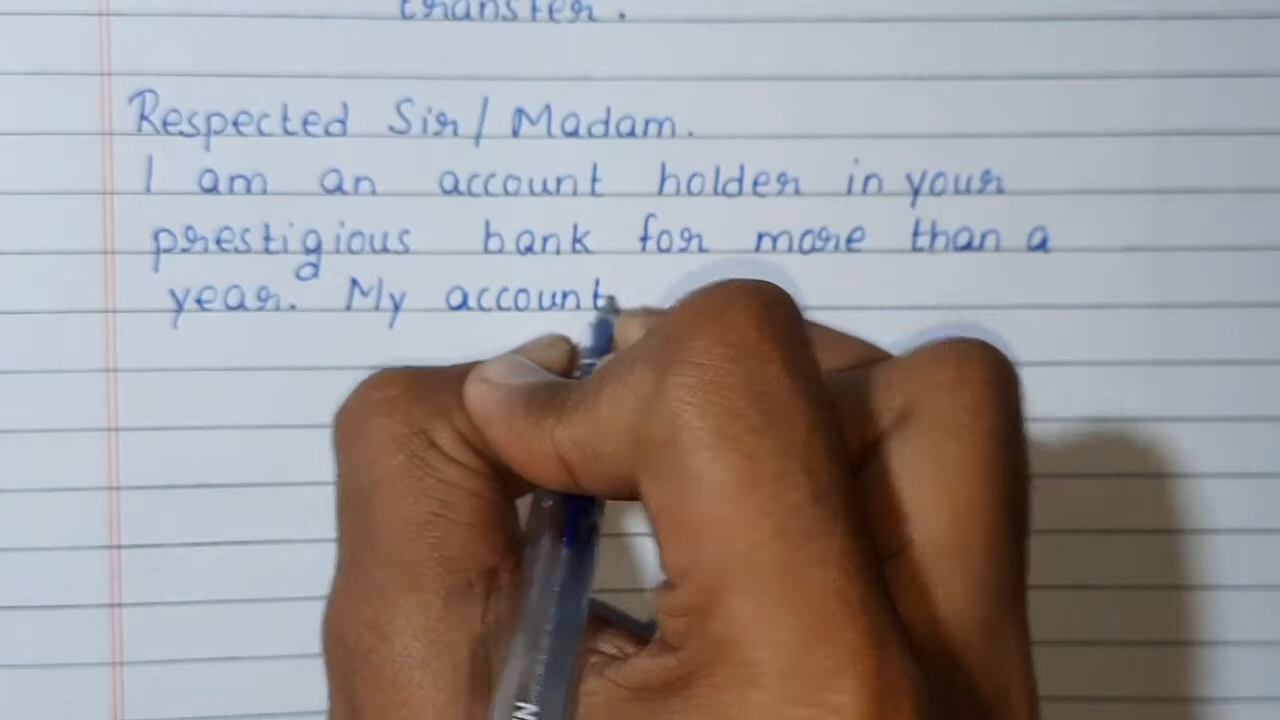 transfer.
Respected Sir/ Madam.
I am an account holder in your
prestigious bank for more than a
year. My account